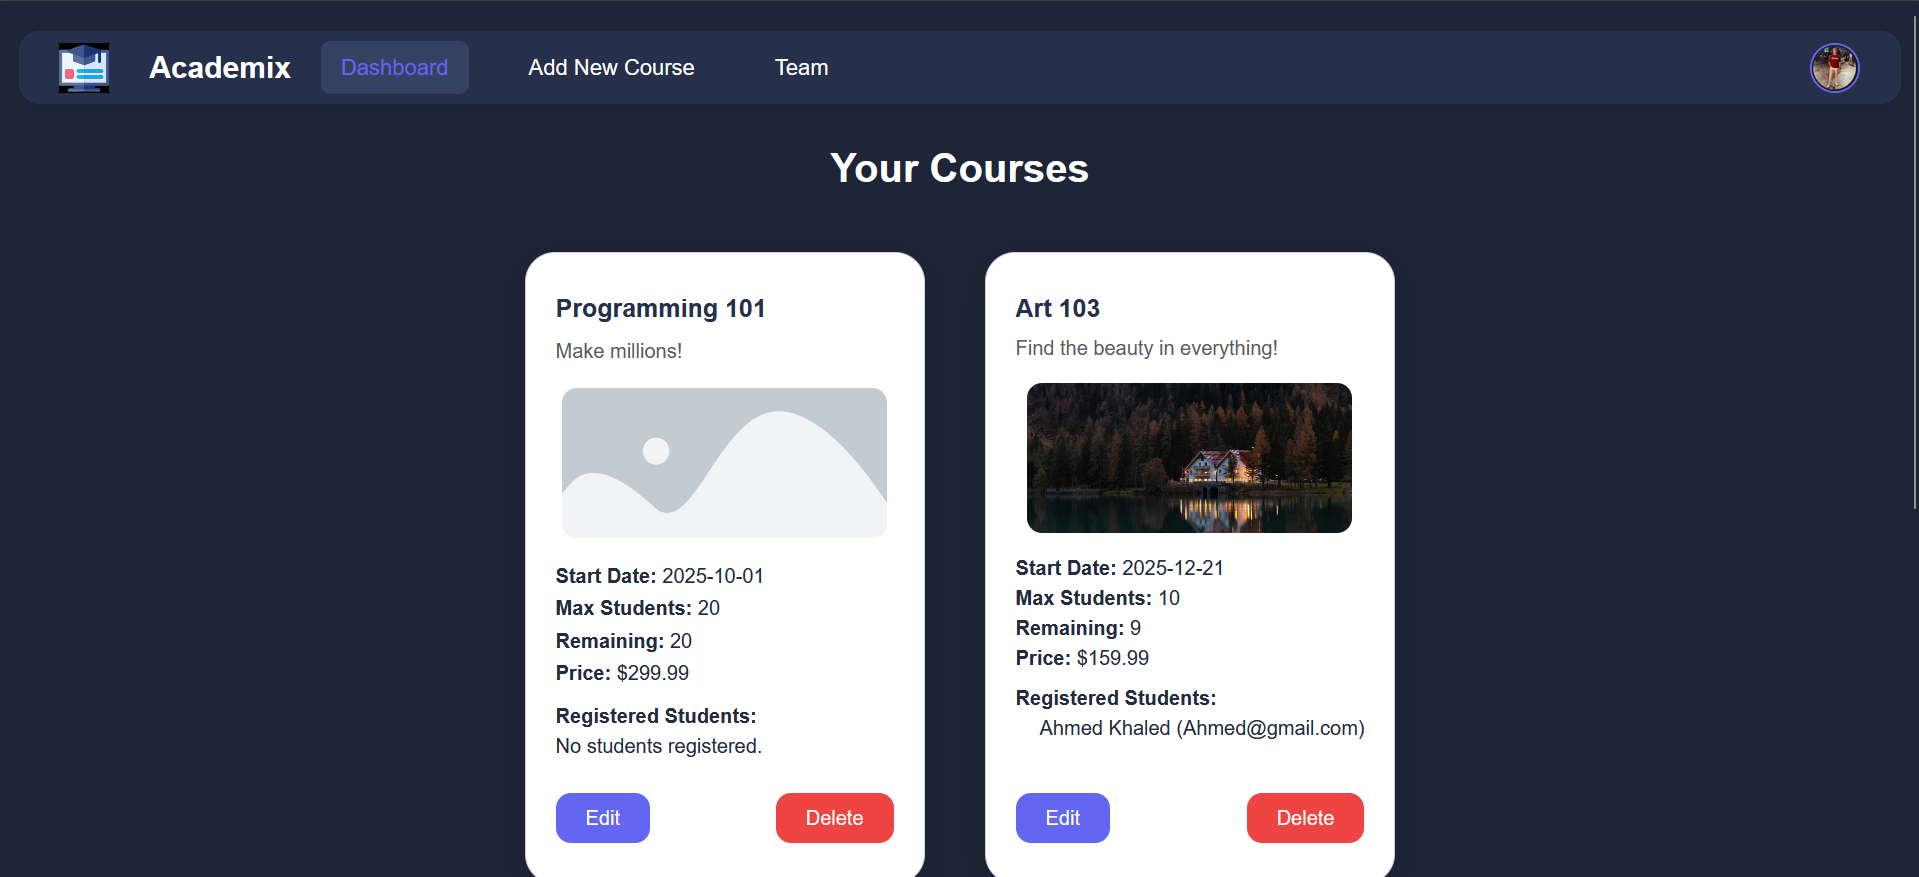 Academix
Dashboard
Add New Course
Team
Your Courses
Programming 101
Make millions!
Start Date: 2025-10-01
Max Students: 20
Remaining: 20
Price: $299.99
Registered Students:
No students registered.
Edit
Delete
Art 103
Find the beauty in everything!
Start Date: 2025-12-21
Max Students: 10
Remaining: 9
Price: $159.99
Registered Students:
Ahmed Khaled (Ahmed@gmail.com)
Edit
Delete